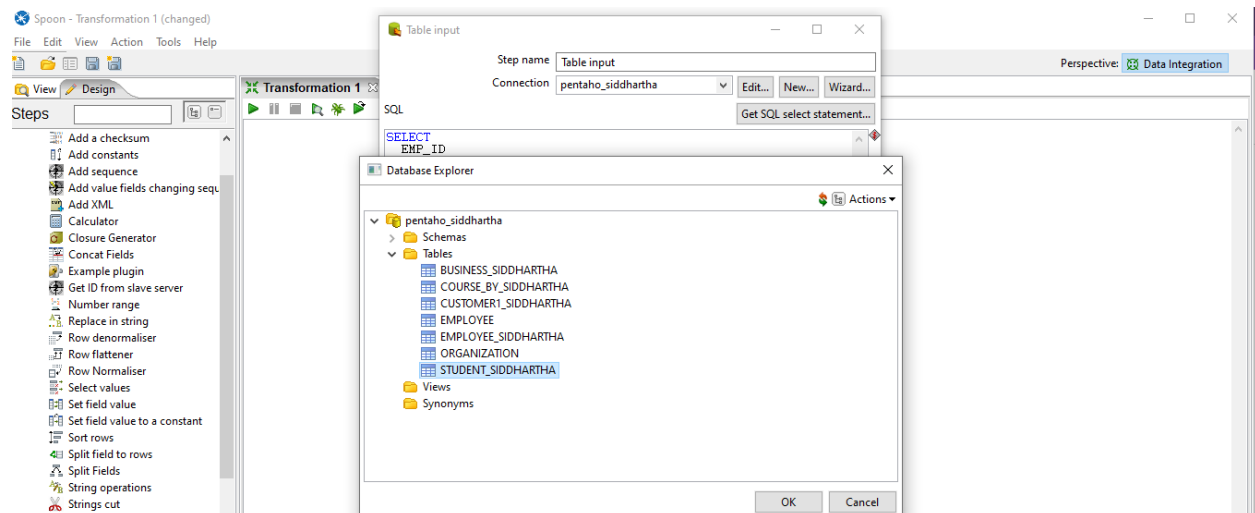 Spoon - Transformation 1 (changed)
File Edit View Action Tools Help
Perspective: Data Integration
View Design
Steps
Add a checksum
Add constants
Add sequence
Add value fields changing sequ
Add XML
Calculator
Closure Generator
Concat Fields
Example plugin
Get ID from slave server
Number range
Replace in string
Row denormaliser
Row flattener
Row Normaliser
Select values
Set field value
Set field value to a constant
Sort rows
Split field to rows
Split Fields
String operations
Strings cut
Transformation 1
Table input
Step name Table input
Connection pentaho_siddhartha Edit... New... Wizard...
SQL Get SQL select statement...
SELECT
EMP_ID
Database Explorer
Actions
pentaho_siddhartha
Schemas
Tables
BUSINESS_SIDDHARTHA
COURSE_BY_SIDDHARTHA
CUSTOMER1_SIDDHARTHA
EMPLOYEE
EMPLOYEE_SIDDHARTHA
ORGANIZATION
STUDENT_SIDDHARTHA
Views
Synonyms
OK Cancel